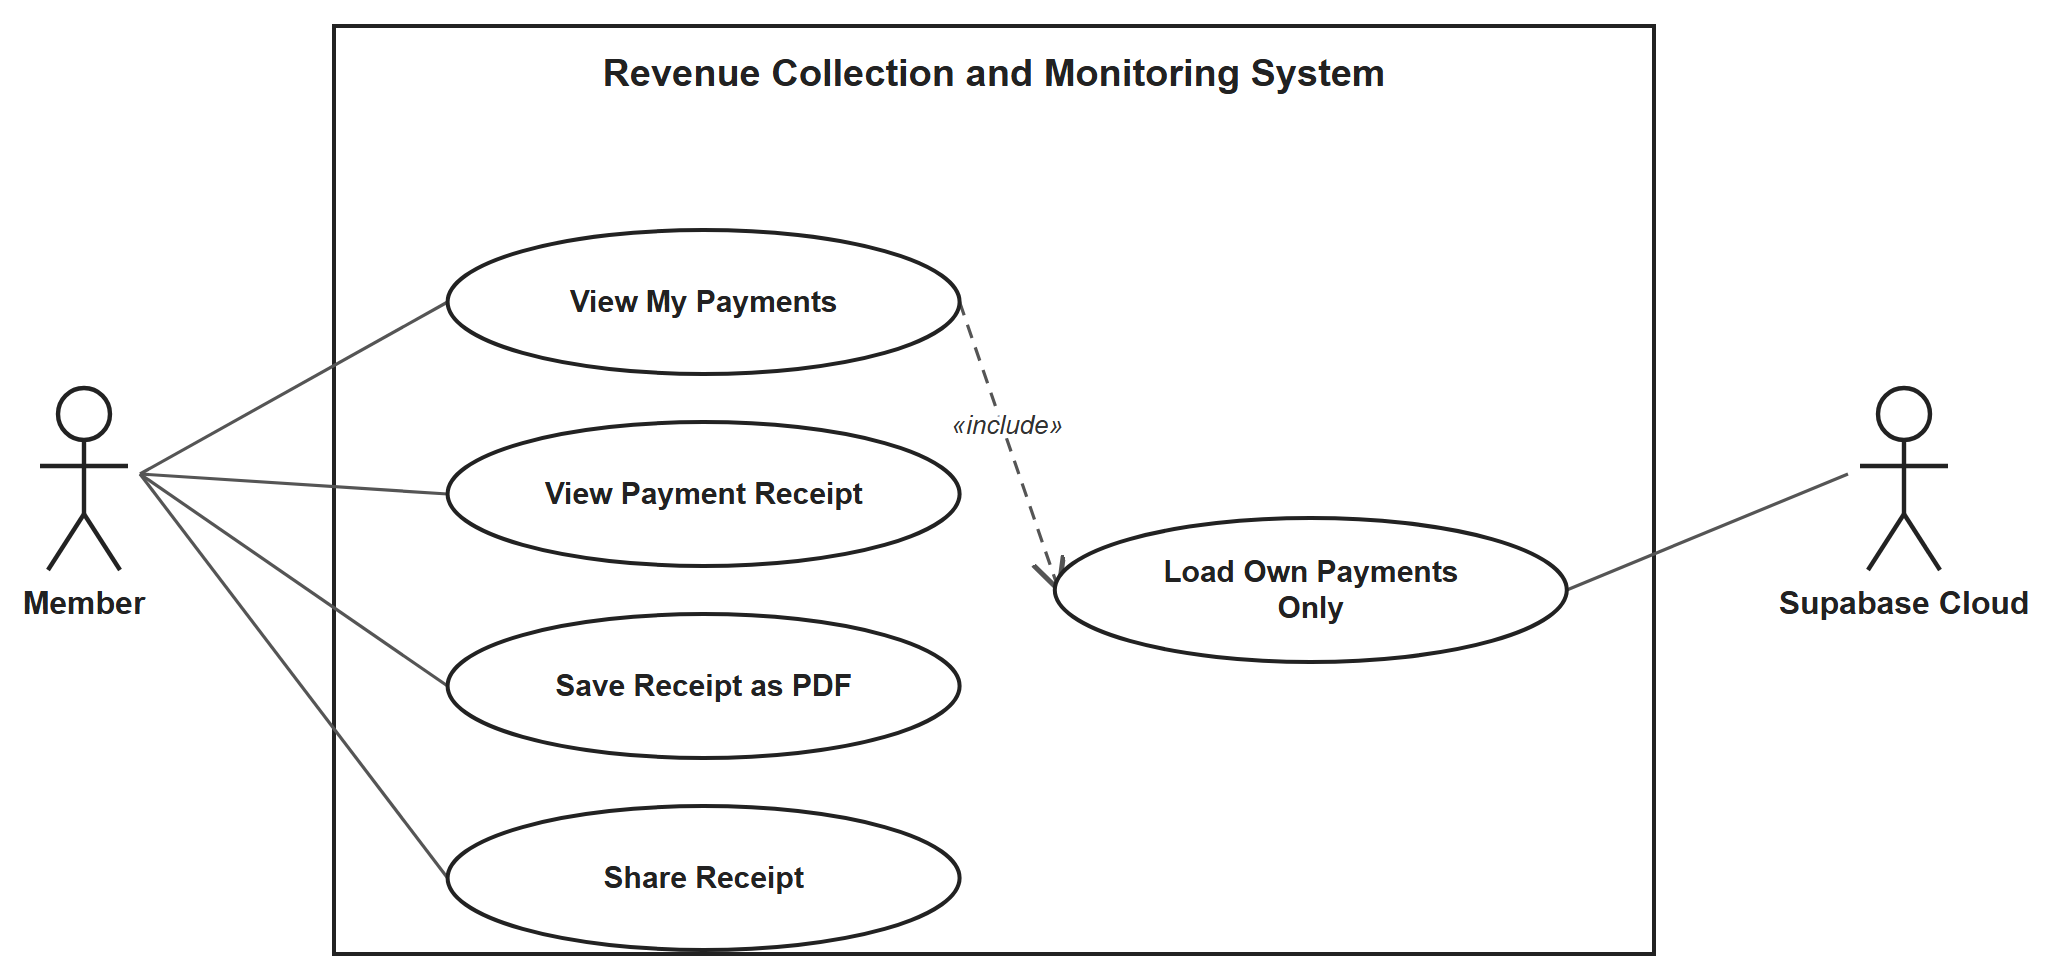 Revenue Collection and Monitoring System
View My Payments
«include»
View Payment Receipt
Load Own Payments
Only
Member
Supabase Cloud
Save Receipt as PDF
Share Receipt